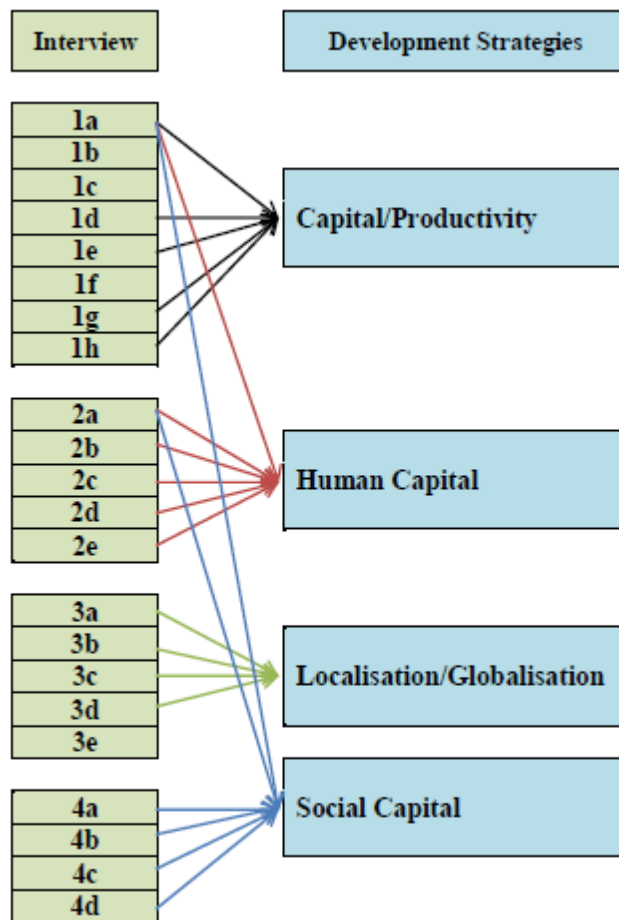 Interview
Development Strategies
1a
1b
1c
1d
1e
1f
1g
1h
Capital/Productivity
2a
2b
2c
2d
2e
Human Capital
3a
3b
3c
3d
3e
Localisation/Globalisation
4a
4b
4c
4d
Social Capital